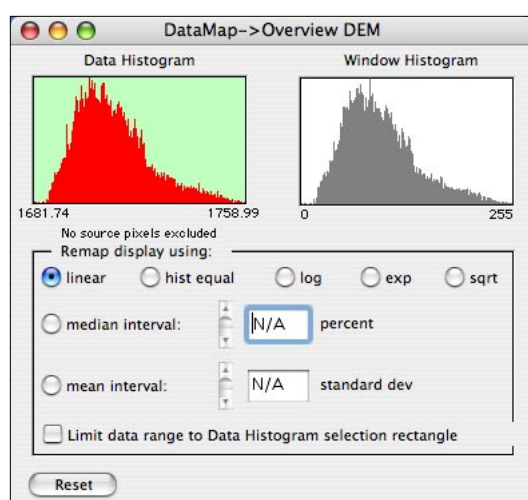 DataMap->Overview DEM
Data Histogram
Window Histogram
1681.74
1758.99
0
255
No source pixels excluded
Remap display using:
linear
hist equal
log
exp
sqrt
median interval:
N/A
percent
mean interval:
N/A
standard dev
Limit data range to Data Histogram selection rectangle
Reset